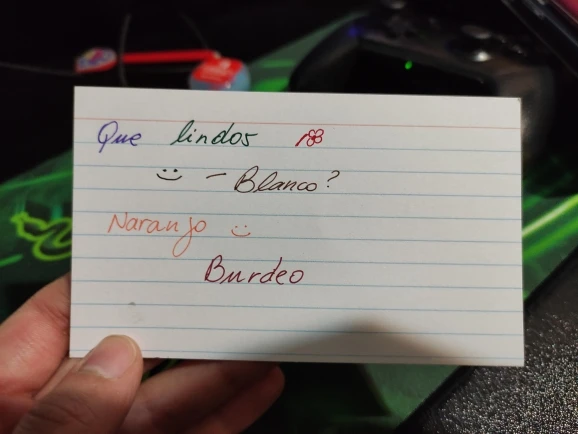 Que lindos
- Blanco?
Naranjo
Burdeo